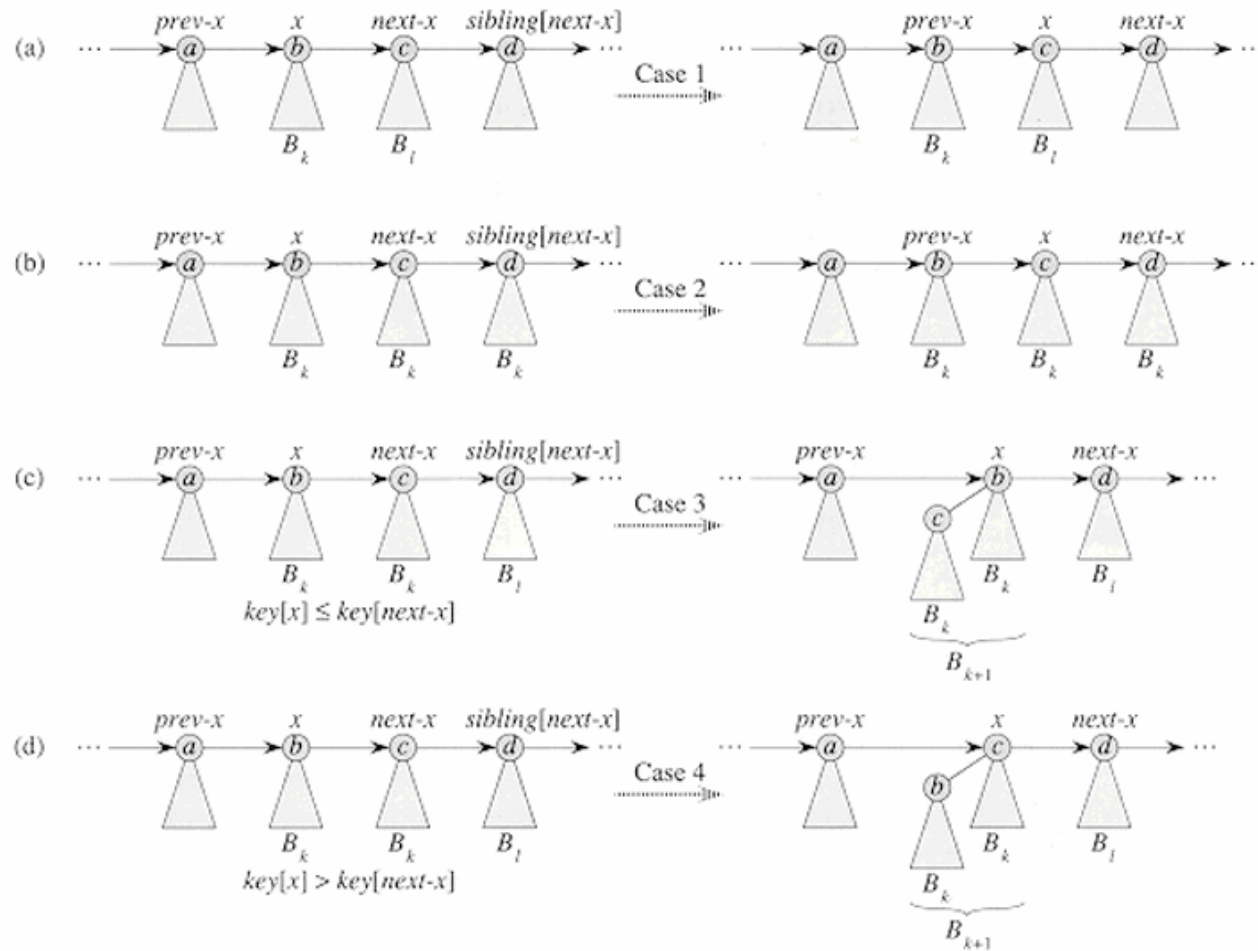 prev-x x next-x sibling[next-x] prev-x x next-x
(a) ··· a b c d ··· Case 1 ··· a b c d ···
B_k B_l B_k B_l
prev-x x next-x sibling[next-x] prev-x x next-x
(b) ··· a b c d ··· Case 2 ··· a b c d ···
B_k B_k B_k B_k B_k B_k
prev-x x next-x sibling[next-x] prev-x x next-x
(c) ··· a b c d ··· Case 3 ··· a b d ···
c
B_k B_k B_l B_k B_l
key[x] ≤ key[next-x] B_k
B_{k+1}
prev-x x next-x sibling[next-x] prev-x x next-x
(d) ··· a b c d ··· Case 4 ··· a c d ···
b
B_k B_k B_l B_k B_l
key[x] > key[next-x] B_k
B_{k+1}